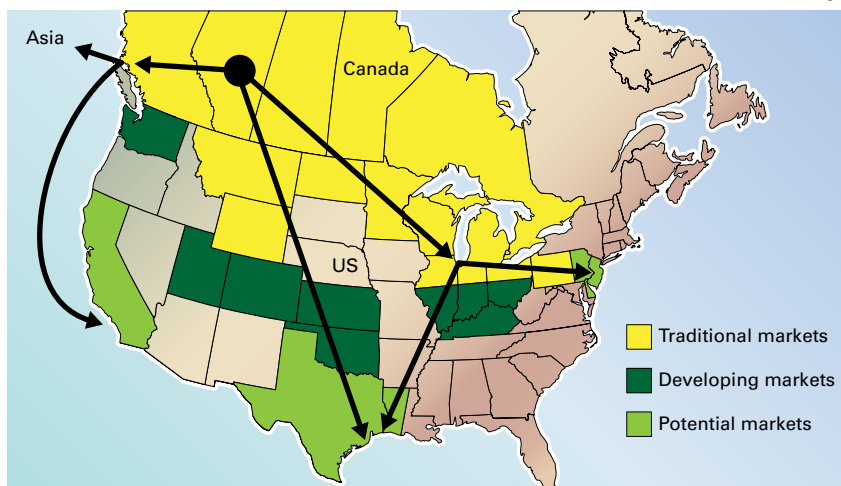 Asia
Canada
US
Traditional markets
Developing markets
Potential markets